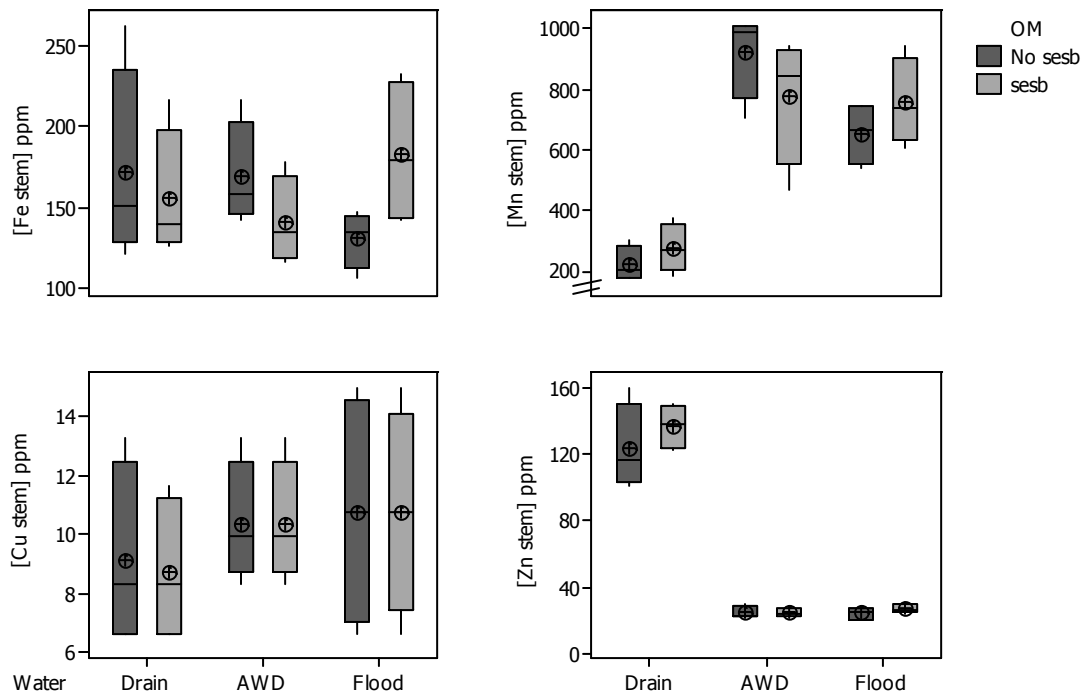 [Fe stem] ppm
250
200
150
100
[Mn stem] ppm
1000
800
600
400
200
OM
No sesb
sesb
[Cu stem] ppm
14
12
10
8
6
[Zn stem] ppm
160
120
80
40
0
Water Drain AWD Flood
Drain AWD Flood